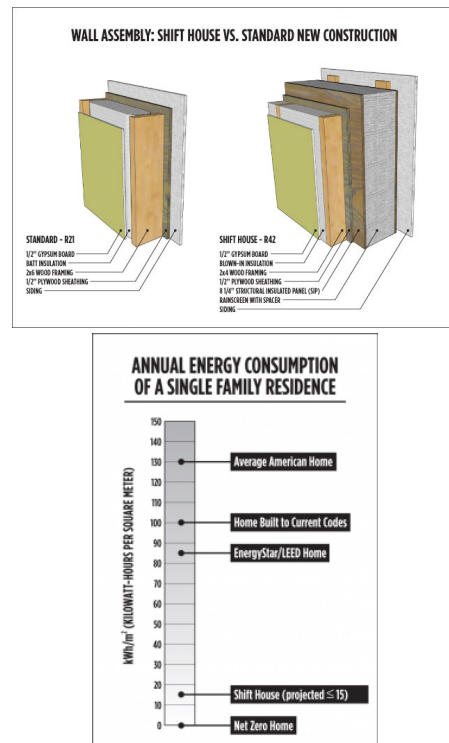 WALL ASSEMBLY: SHIFT HOUSE VS. STANDARD NEW CONSTRUCTION
STANDARD - R21
1/2" GYPSUM BOARD
BATT INSULATION
2x6 WOOD FRAMING
1/2" PLYWOOD SHEATHING
SIDING
SHIFT HOUSE - R42
1/2" GYPSUM BOARD
BLOWN-IN INSULATION
2x4 WOOD FRAMING
1/2" PLYWOOD SHEATHING
8 1/4" STRUCTURAL INSULATED PANEL (SIP)
RAINSCREEN WITH SPACER
SIDING
ANNUAL ENERGY CONSUMPTION
OF A SINGLE FAMILY RESIDENCE
kWh/m² (KILOWATT-HOURS PER SQUARE METER)
150
140
130
120
110
100
90
80
70
60
50
40
30
20
10
0
Average American Home
Home Built to Current Codes
EnergyStar/LEED Home
Shift House (projected ≤ 15)
Net Zero Home